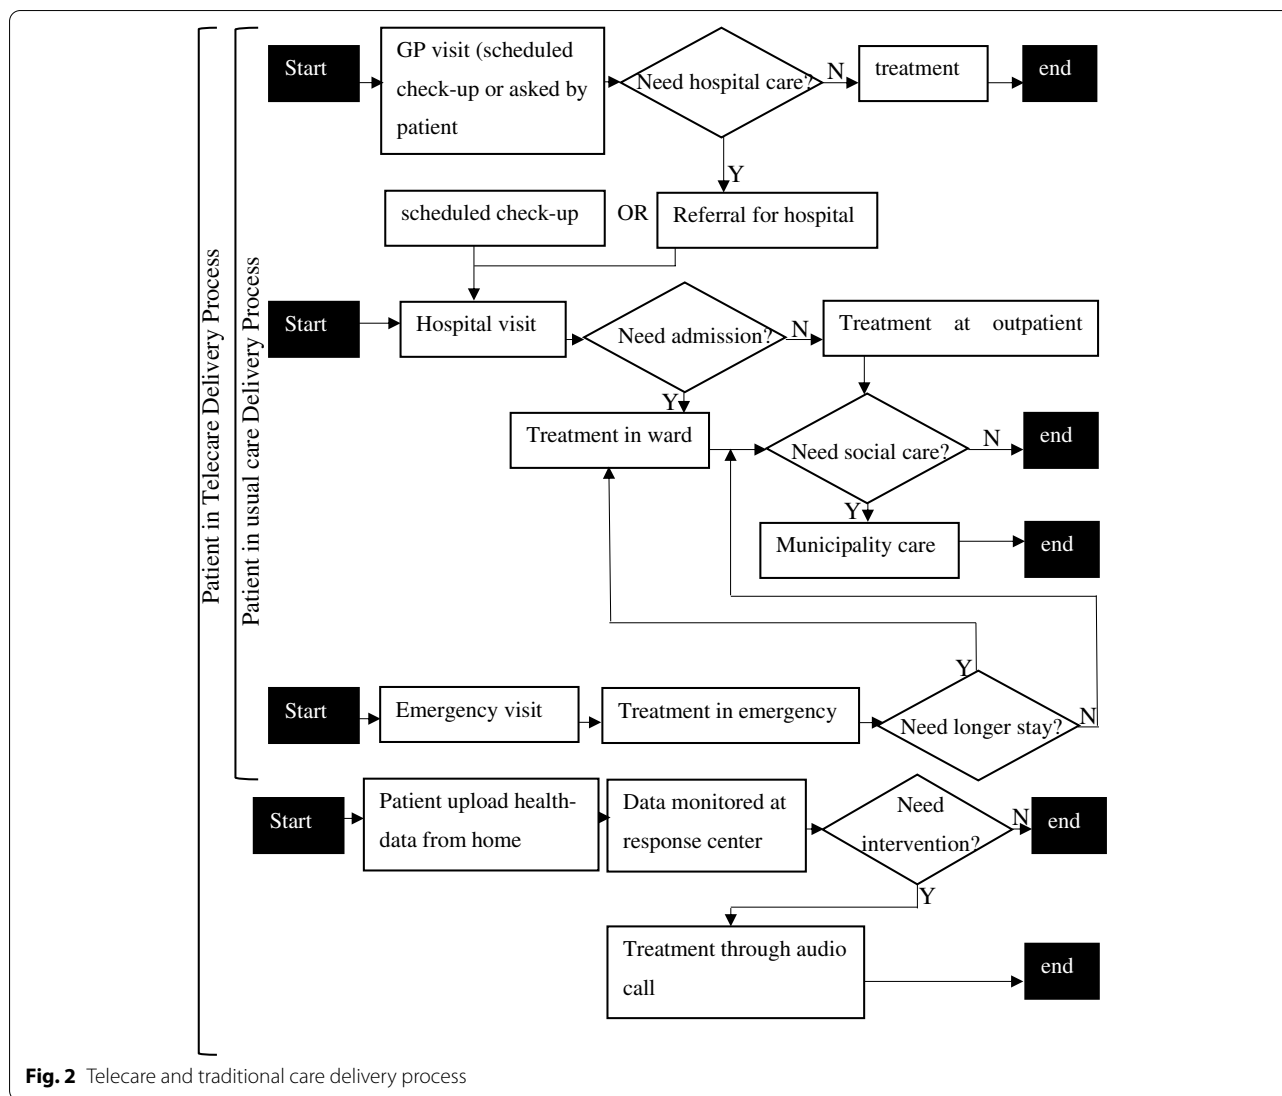 Patient in Telecare Delivery Process
Patient in usual care Delivery Process
Start
GP visit (scheduled
check-up or asked by
patient
Need hospital care?
N
treatment
end
Y
scheduled check-up
OR
Referral for hospital
Start
Hospital visit
Need admission?
N
Treatment at outpatient
Y
Treatment in ward
Need social care?
N
end
Y
Municipality care
end
Start
Emergency visit
Treatment in emergency
Y
Need longer stay?
N
Start
Patient upload health-
data from home
Data monitored at
response center
Need
intervention?
N
end
Y
Treatment through audio
call
end
Fig. 2 Telecare and traditional care delivery process